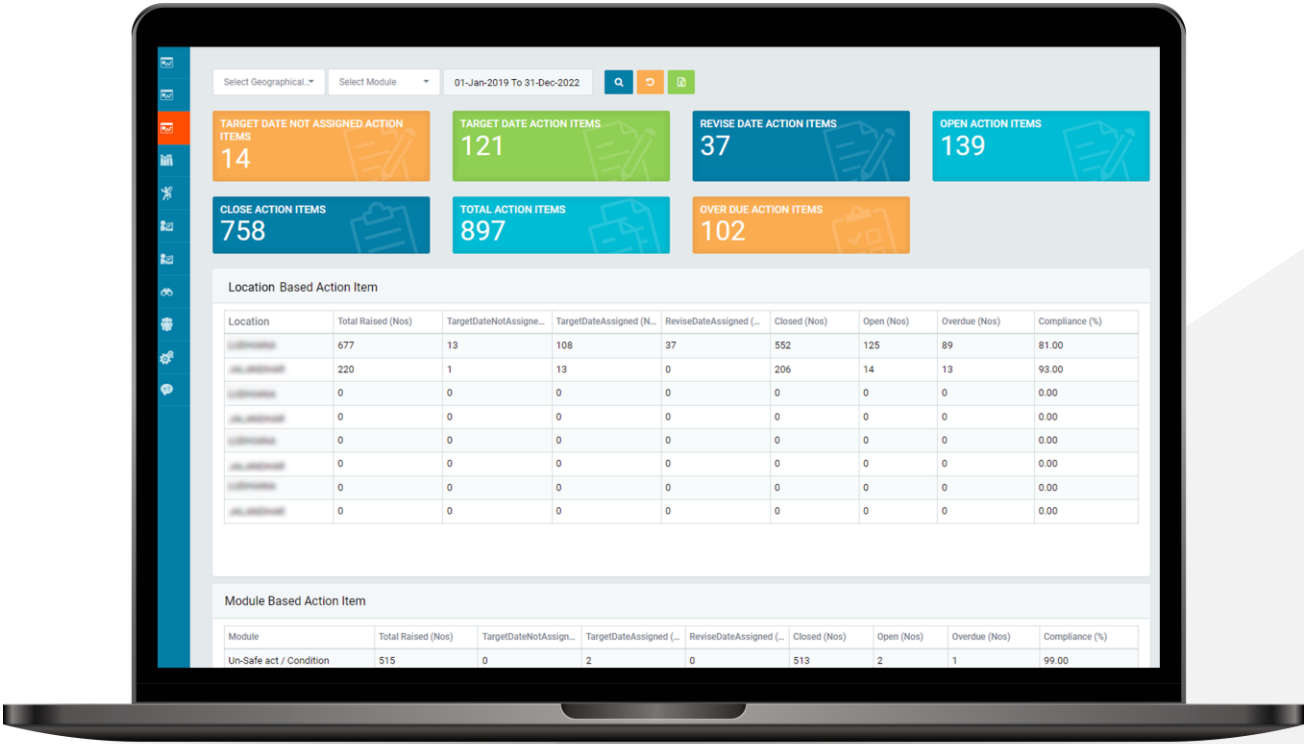 Select Geographical..
Select Module
01-Jan-2019 To 31-Dec-2022
TARGET DATE NOT ASSIGNED ACTION
ITEMS
14
TARGET DATE ACTION ITEMS
121
REVISE DATE ACTION ITEMS
37
OPEN ACTION ITEMS
139
CLOSE ACTION ITEMS
758
TOTAL ACTION ITEMS
897
OVER DUE ACTION ITEMS
102
Location Based Action Item
Location Total Raised (Nos) TargetDateNotAssigne... TargetDateAssigned (N... ReviseDateAssigned (... Closed (Nos) Open (Nos) Overdue (Nos) Compliance (%)
677 13 108 37 552 125 89 81.00
220 1 13 0 206 14 13 93.00
0 0 0 0 0 0 0 0.00
0 0 0 0 0 0 0 0.00
0 0 0 0 0 0 0 0.00
0 0 0 0 0 0 0 0.00
0 0 0 0 0 0 0 0.00
0 0 0 0 0 0 0 0.00
Module Based Action Item
Module Total Raised (Nos) TargetDateNotAssign... TargetDateAssigned (... ReviseDateAssigned (... Closed (Nos) Open (Nos) Overdue (Nos) Compliance (%)
Un-Safe act / Condition 515 0 2 0 513 2 1 99.00